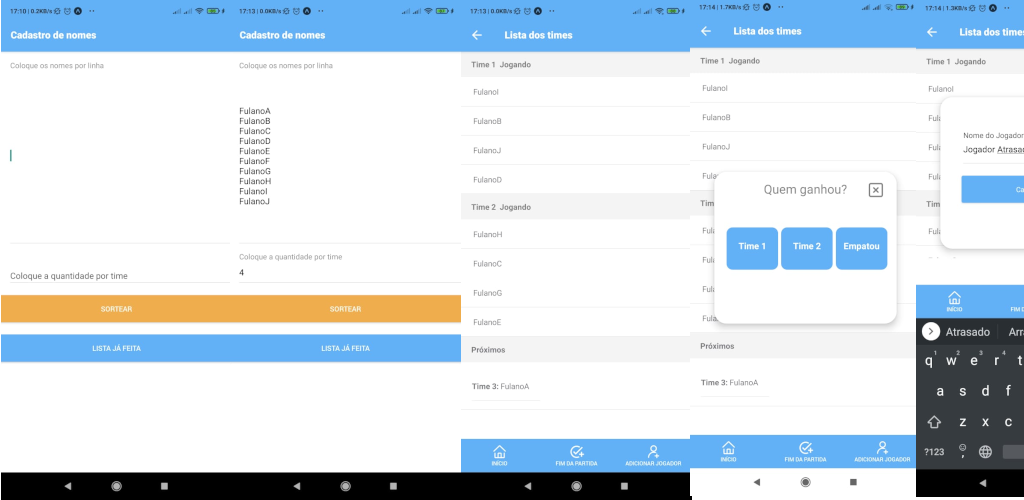 17:10 | 0.2KB/s
Cadastro de nomes
Coloque os nomes por linha
Coloque a quantidade por time
SORTEAR
LISTA JÁ FEITA
17:13 | 0.0KB/s
Cadastro de nomes
Coloque os nomes por linha
FulanoA
FulanoB
FulanoC
FulanoD
FulanoE
FulanoF
FulanoG
FulanoH
FulanoI
FulanoJ
Coloque a quantidade por time
4
SORTEAR
LISTA JÁ FEITA
17:13 | 0.0KB/s
Lista dos times
Time 1 Jogando
FulanoI
FulanoB
FulanoJ
FulanoD
Time 2 Jogando
FulanoH
FulanoC
FulanoG
FulanoE
Próximos
Time 3: FulanoA
INÍCIO
FIM DA PARTIDA
ADICIONAR JOGADOR
17:14 | 1.7KB/s
Lista dos times
Time 1 Jogando
FulanoI
FulanoB
FulanoJ
Fula
Quem ganhou?
Tim
Fula
Time 1 Time 2 Empatou
Fula
Fula
Fula
Próximos
Time 3: FulanoA
INÍCIO
FIM DA PARTIDA
ADICIONAR JOGADOR
17:14 | 1.3KB/s
Lista dos times
Time 1 Jogando
FulanoI
Fula
Nome do Jogador
Jogador Atrasa
Fula
Fula
Ca
Tim
Fula
INÍCIO
FIM D
Atrasado Arr
q1 w2 e3 r4 t
a s d f
z x c
?123 ,